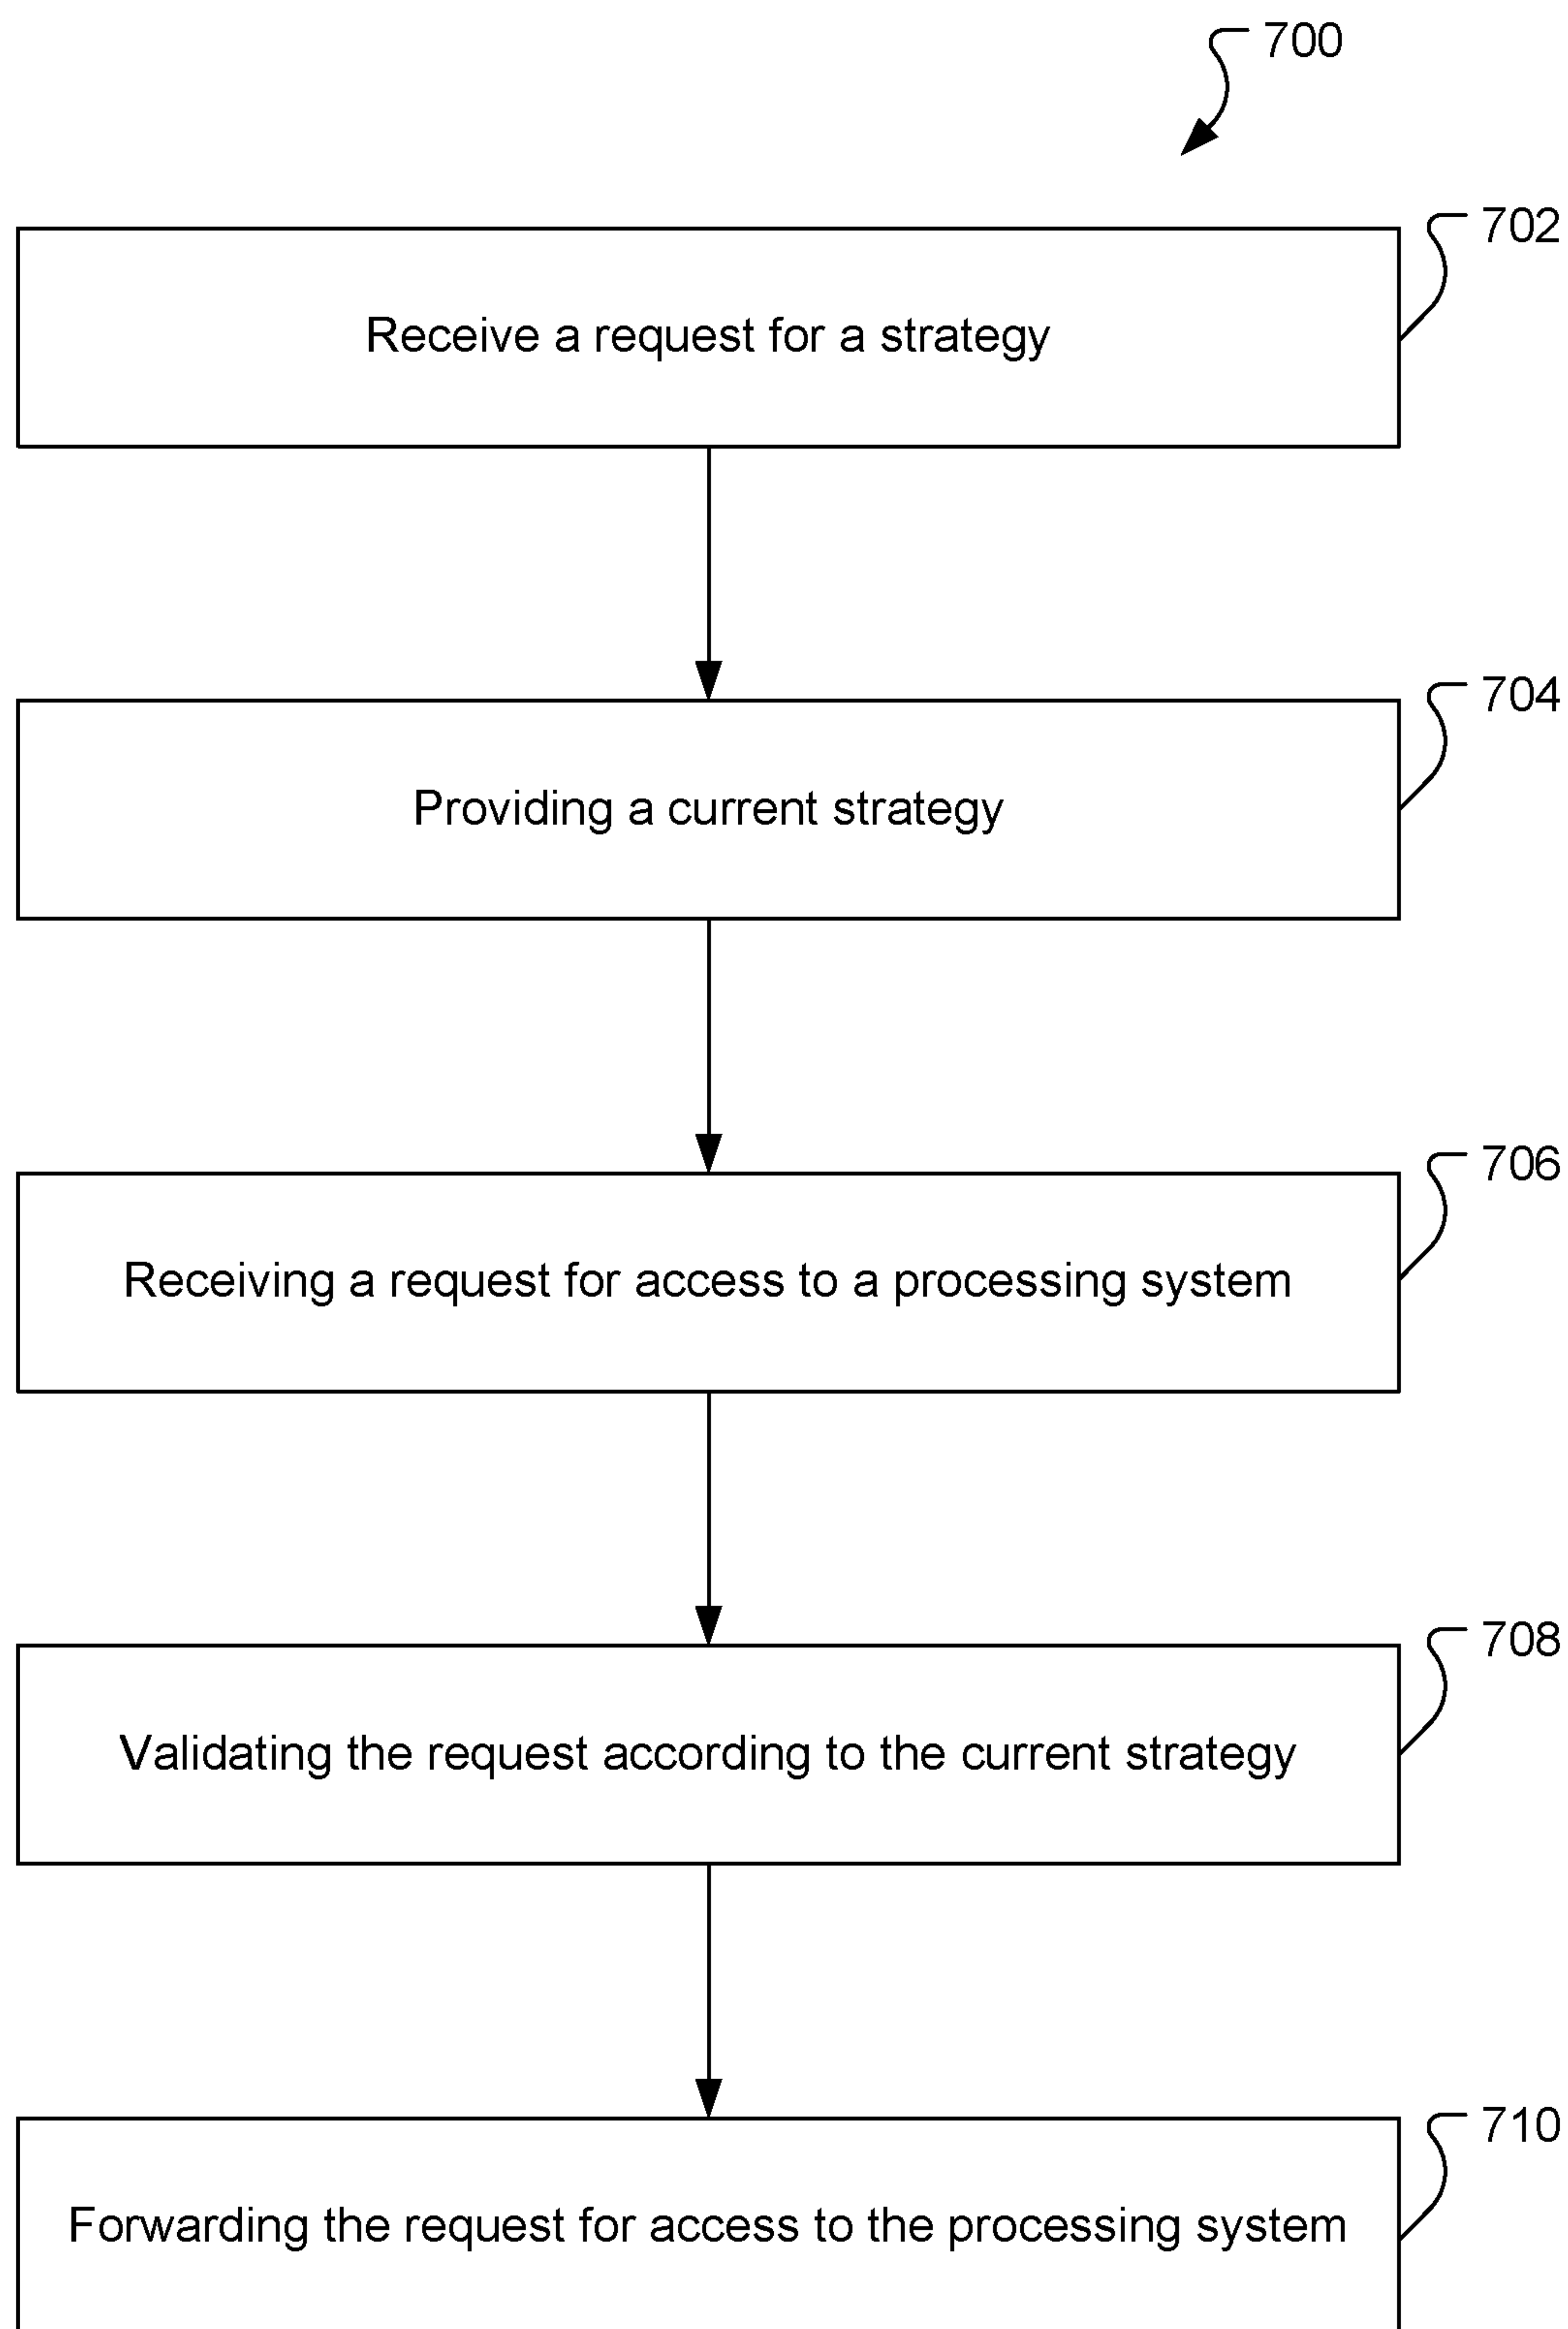 700
702
Receive a request for a strategy
704
Providing a current strategy
706
Receiving a request for access to a processing system
708
Validating the request according to the current strategy
710
Forwarding the request for access to the processing system